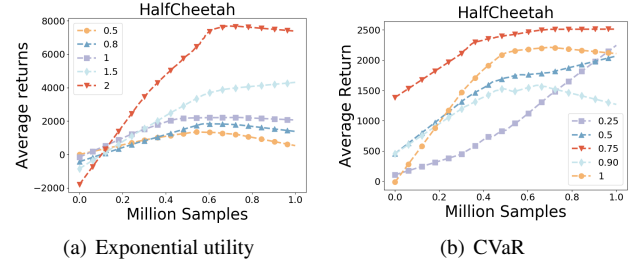 HalfCheetah
Average returns
8000
6000
4000
2000
0
−2000
0.5
0.8
1
1.5
2
0.0 0.2 0.4 0.6 0.8 1.0
Million Samples
(a) Exponential utility
HalfCheetah
Average Return
2500
2000
1500
1000
500
0
0.25
0.5
0.75
0.90
1
0.0 0.2 0.4 0.6 0.8 1.0
Million Samples
(b) CVaR